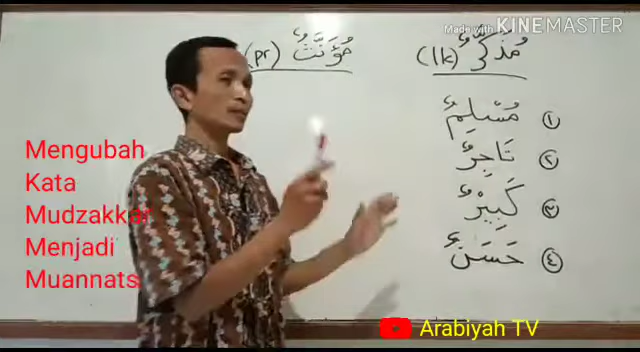 Made with KINEMASTER
مُذَكَّرٌ (lk)
مُؤَنَّثٌ (pr)
١ مُسْلِمٌ
٢ تَاجِرٌ
٣ كَبِيْرٌ
٤ حَسَنٌ
Mengubah
Kata
Mudzakkar
Menjadi
Muannats
Arabiyah TV